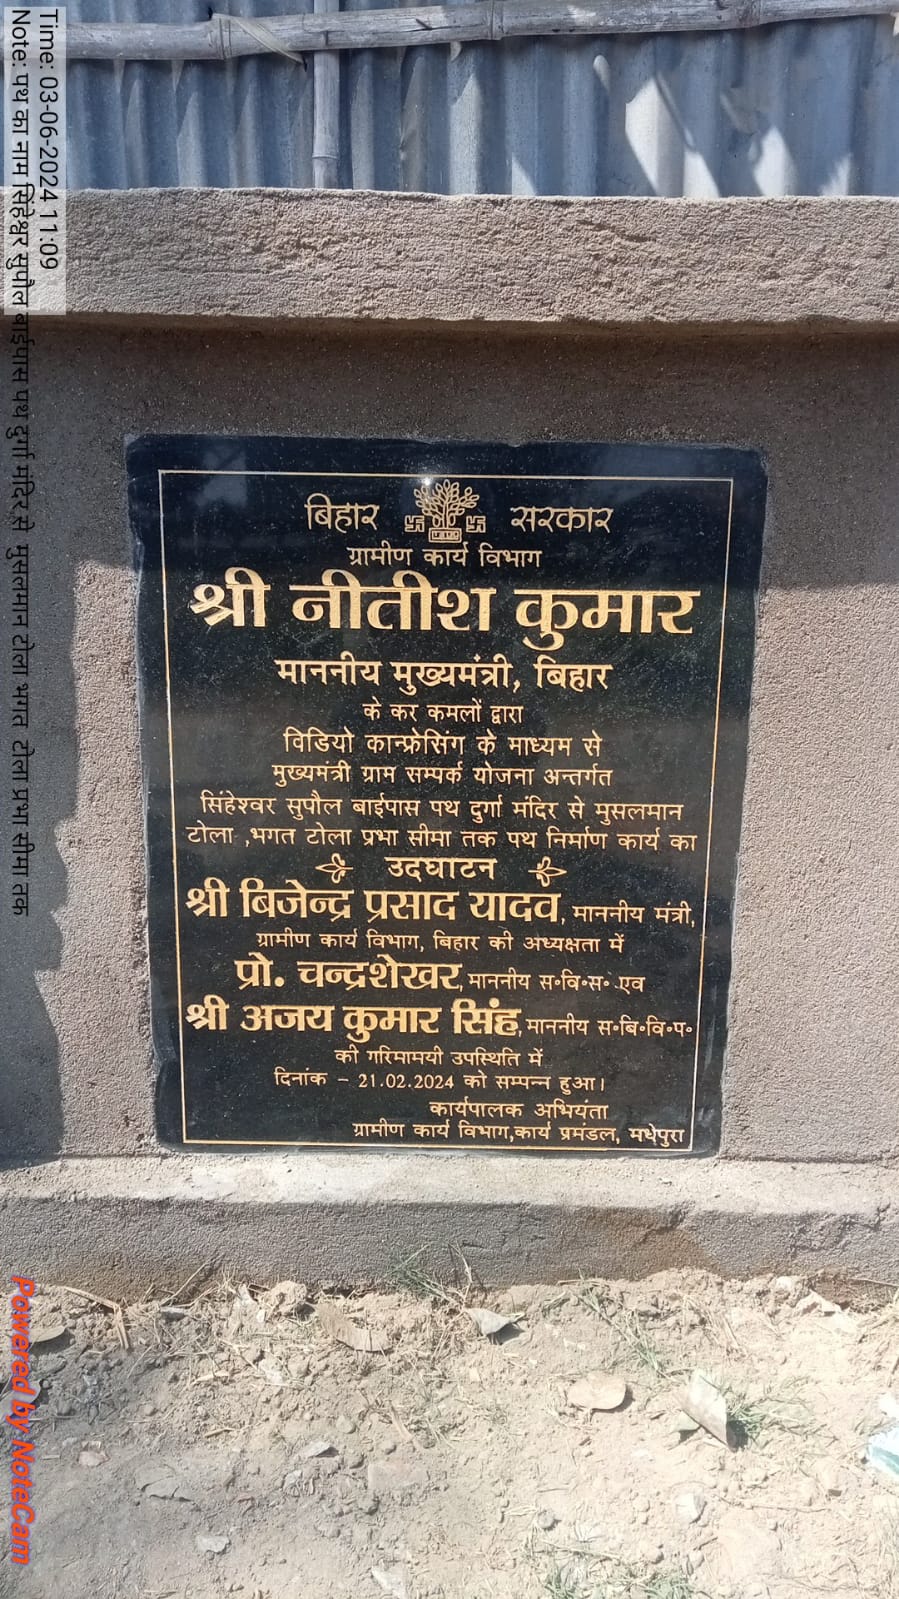 Time: 03-06-2024 11:09
Note: पथ का नाम सिंहेश्वर सुपौल बाईपास पथ दुर्गा मंदिर से मुसलमान टोला भगत टोला प्रभा सीमा तक
बिहार सरकार
ग्रामीण कार्य विभाग
श्री नीतीश कुमार
माननीय मुख्यमंत्री, बिहार
के कर कमलों द्वारा
विडियो कान्फ्रेसिंग के माध्यम से
मुख्यमंत्री ग्राम सम्पर्क योजना अन्तर्गत
सिंहेश्वर सुपौल बाईपास पथ दुर्गा मंदिर से मुसलमान
टोला ,भगत टोला प्रभा सीमा तक पथ निर्माण कार्य का
उदघाटन
श्री बिजेन्द्र प्रसाद यादव, माननीय मंत्री,
ग्रामीण कार्य विभाग, बिहार की अध्यक्षता में
प्रो. चन्द्रशेखर, माननीय स॰वि॰स॰ एव
श्री अजय कुमार सिंह, माननीय स॰बि॰वि॰प॰
की गरिमामयी उपस्थिति में
दिनांक – 21.02.2024 को सम्पन्न हुआ।
कार्यपालक अभियंता
ग्रामीण कार्य विभाग,कार्य प्रमंडल, मधेपुरा
Powered by NoteCam